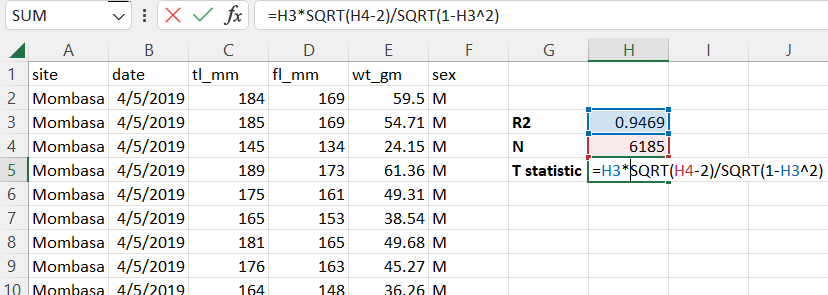 SUM =H3*SQRT(H4-2)/SQRT(1-H3^2)
A B C D E F G H I J
1 site date tl_mm fl_mm wt_gm sex
2 Mombasa 4/5/2019 184 169 59.5 M
3 Mombasa 4/5/2019 185 169 54.71 M R2 0.9469
4 Mombasa 4/5/2019 145 134 24.15 M N 6185
5 Mombasa 4/5/2019 189 173 61.36 M T statistic =H3*SQRT(H4-2)/SQRT(1-H3^2)
6 Mombasa 4/5/2019 175 161 49.31 M
7 Mombasa 4/5/2019 165 153 38.54 M
8 Mombasa 4/5/2019 181 165 49.68 M
9 Mombasa 4/5/2019 176 163 45.27 M
10 Mombasa 4/5/2019 164 148 36.26 M